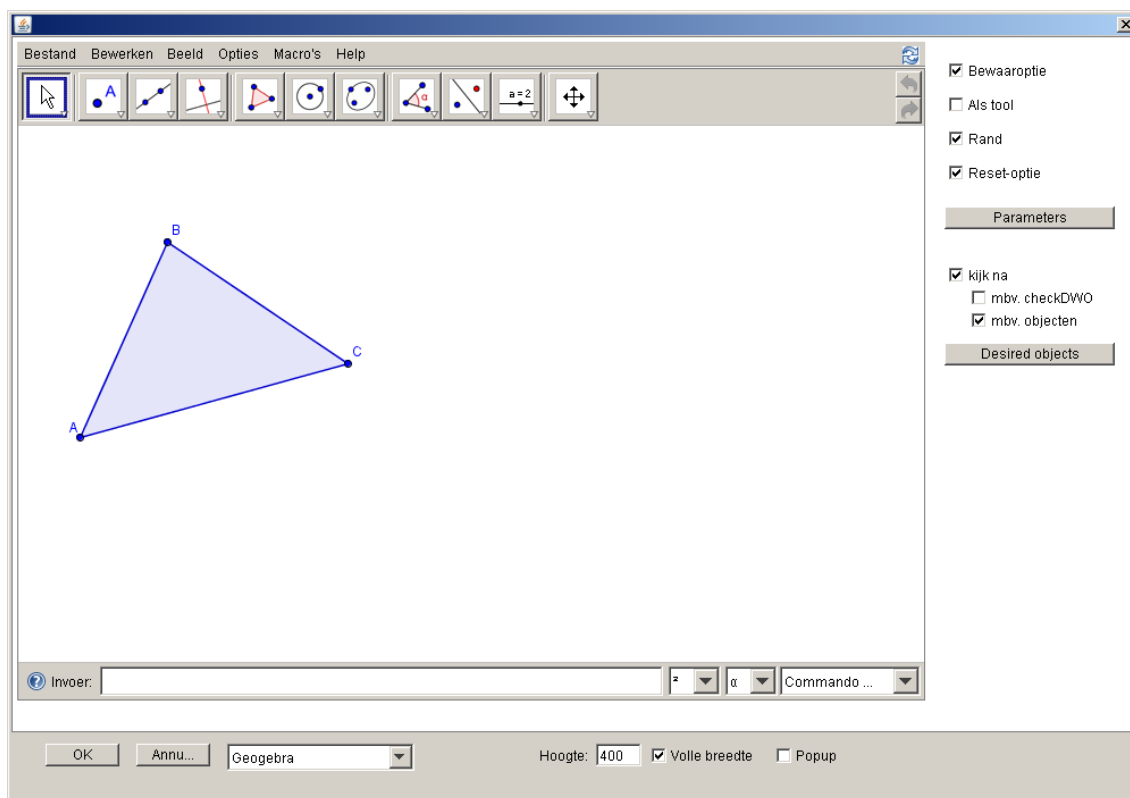 Bestand Bewerken Beeld Opties Macro's Help
A
α
a = 2
B
C
A
Invoer:
²
α
Commando ...
Bewaaroptie
Als tool
Rand
Reset-optie
Parameters
kijk na
mbv. checkDWO
mbv. objecten
Desired objects
OK Annu... Geogebra Hoogte: 400 Volle breedte Popup